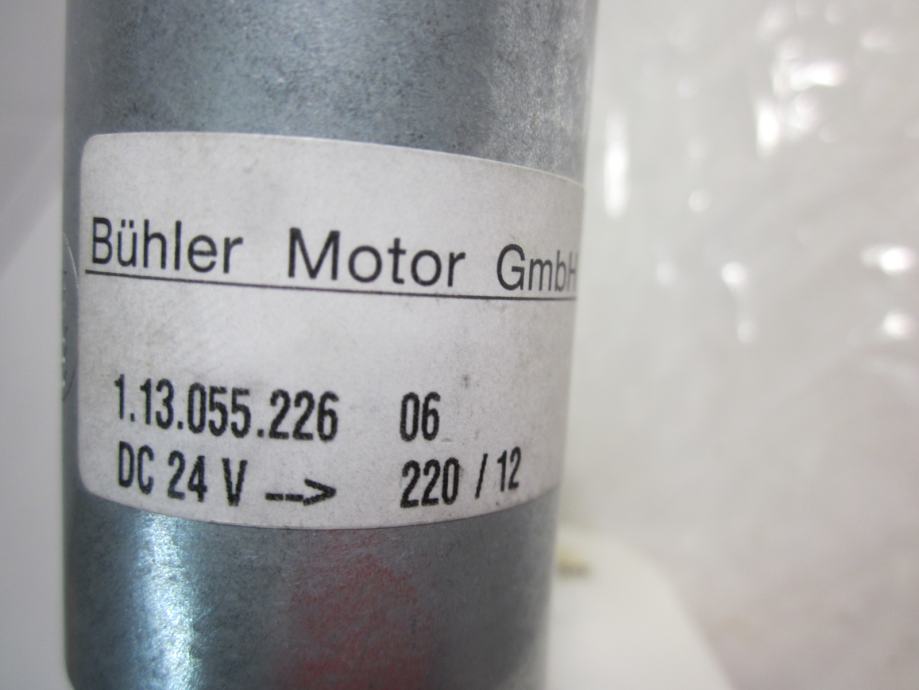 Bühler Motor GmbH
1.13.055.226 06
DC 24 V --> 220 / 12